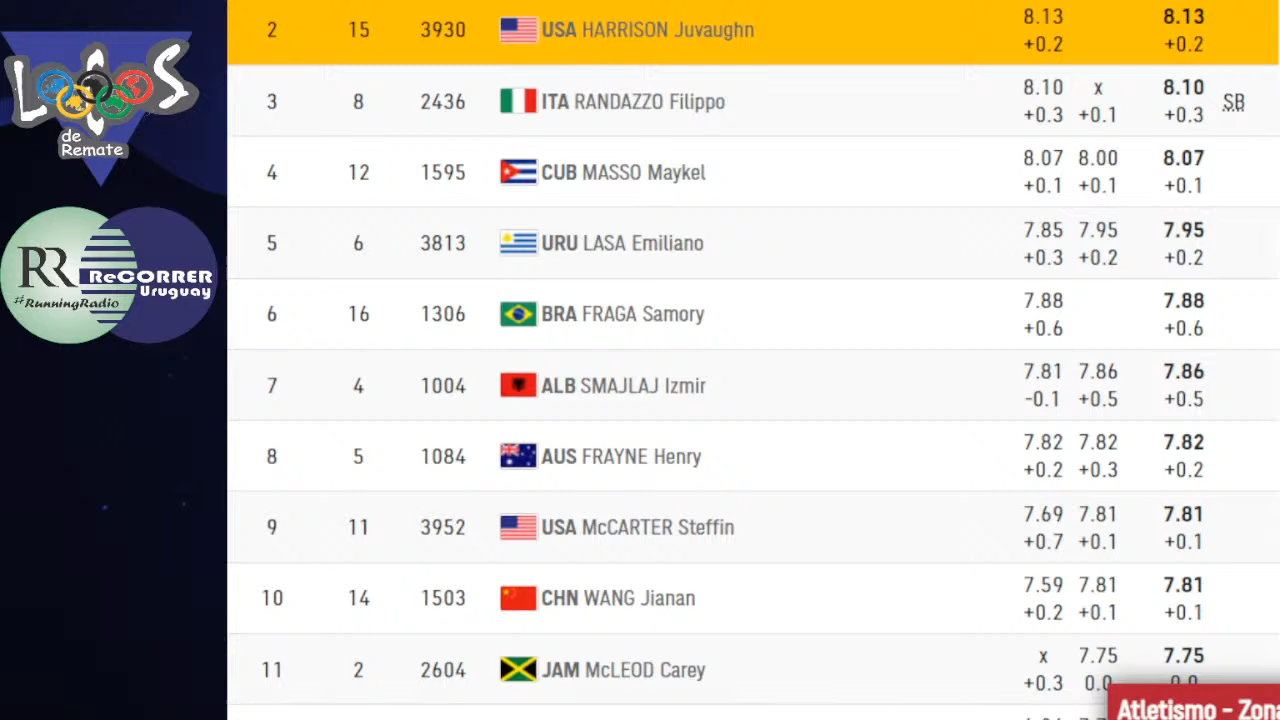 LOcOS
de
Remate
RR
#RunningRadio
ReCORRER
Uruguay
2 15 3930 USA HARRISON Juvaughn 8.13 8.13
+0.2 +0.2
3 8 2436 ITA RANDAZZO Filippo 8.10 x 8.10 SB
+0.3 +0.1 +0.3
4 12 1595 CUB MASSO Maykel 8.07 8.00 8.07
+0.1 +0.1 +0.1
5 6 3813 URU LASA Emiliano 7.85 7.95 7.95
+0.3 +0.2 +0.2
6 16 1306 BRA FRAGA Samory 7.88 7.88
+0.6 +0.6
7 4 1004 ALB SMAJLAJ Izmir 7.81 7.86 7.86
-0.1 +0.5 +0.5
8 5 1084 AUS FRAYNE Henry 7.82 7.82 7.82
+0.2 +0.3 +0.2
9 11 3952 USA McCARTER Steffin 7.69 7.81 7.81
+0.7 +0.1 +0.1
10 14 1503 CHN WANG Jianan 7.59 7.81 7.81
+0.2 +0.1 +0.1
11 2 2604 JAM McLEOD Carey x 7.75 7.75
+0.3 0.0 0.0
Atletismo - Zona